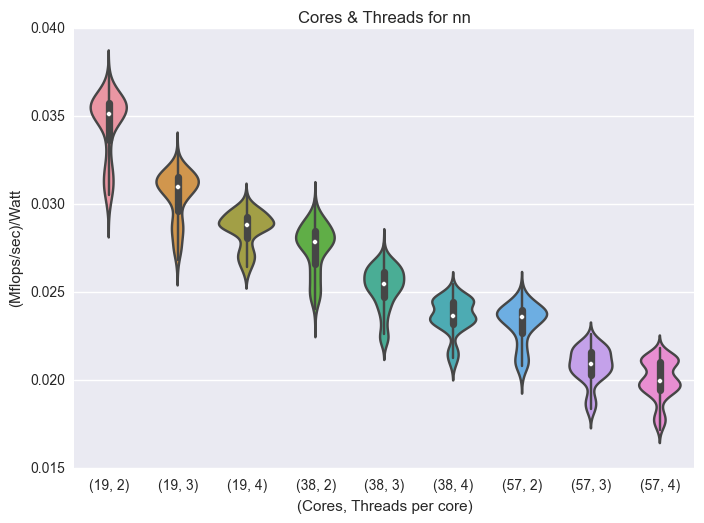 Cores & Threads for nn
0.040
0.035
0.030
0.025
0.020
0.015
(Mflops/sec)/Watt
(19, 2) (19, 3) (19, 4) (38, 2) (38, 3) (38, 4) (57, 2) (57, 3) (57, 4)
(Cores, Threads per core)